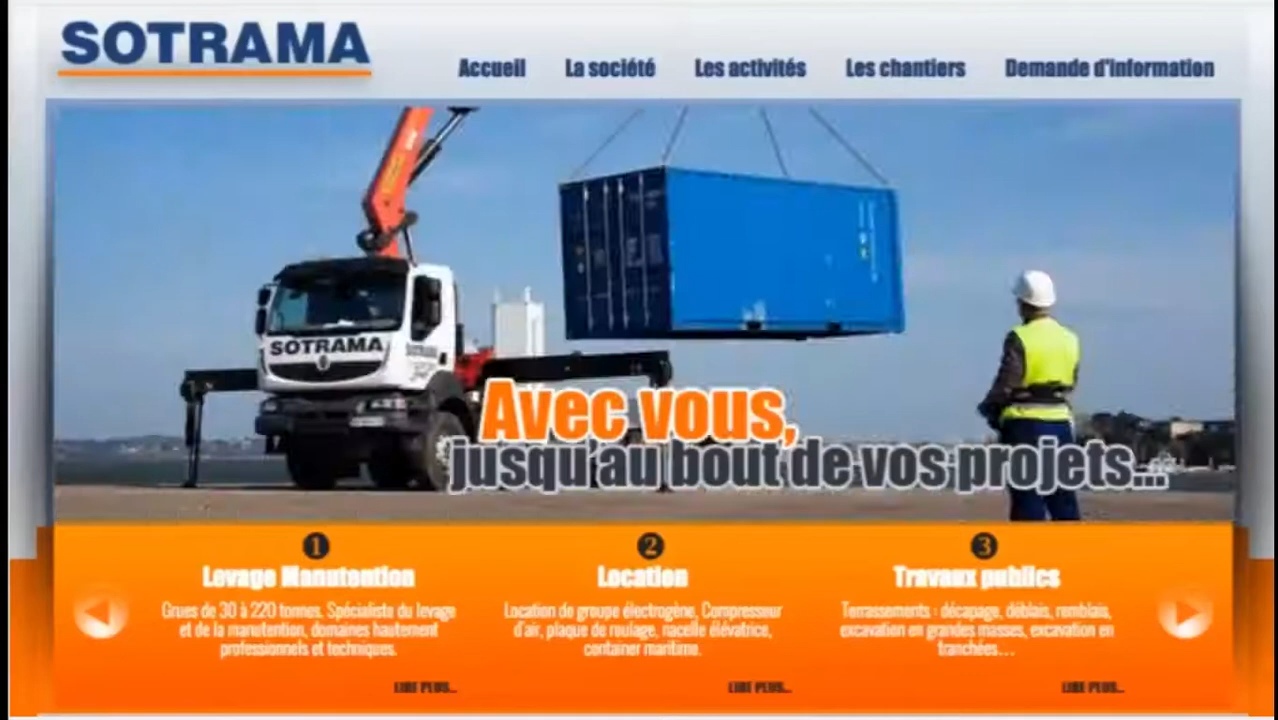 SOTRAMA
Accueil La société Les activités Les chantiers Demande d'information
SOTRAMA
SOTRAMA
Avec vous,
jusqu'au bout de vos projets...
1 2 3
Levage Manutention Location Travaux publics
Grues de 30 à 220 tonnes. Spécialiste du levage
et de la manutention, domaines hautement
professionnels et techniques.
Location de groupe électrogène, Compresseur
d'air, plaque de roulage, nacelle élévatrice,
container maritime.
Terrassements : décapage, déblais, remblais,
excavation en grandes masses, excavation en
tranchées...
LIRE PLUS... LIRE PLUS... LIRE PLUS...